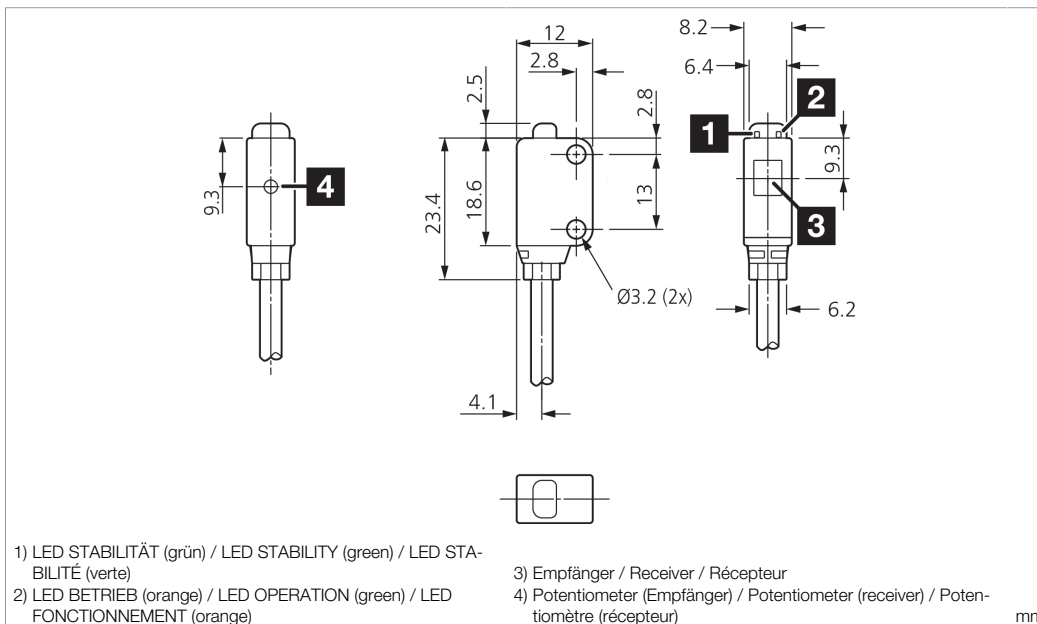 12
8.2
2.8
6.4
2.5
2.8
2
1
9.3
4
9.3
23.4
18.6
13
3
Ø3.2 (2x)
6.2
4.1
1) LED STABILITÄT (grün) / LED STABILITY (green) / LED STA-
BILITÉ (verte)
2) LED BETRIEB (orange) / LED OPERATION (green) / LED
FONCTIONNEMENT (orange)
3) Empfänger / Receiver / Récepteur
4) Potentiometer (Empfänger) / Potentiometer (receiver) / Poten-
tiomètre (récepteur)
mm